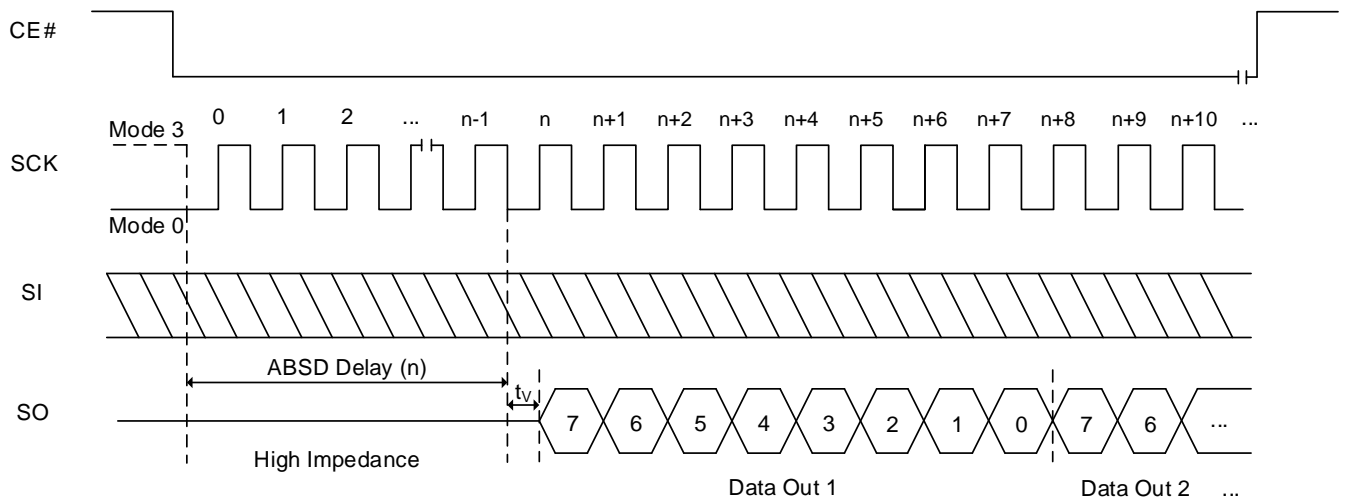 CE#
0 1 2 ... n-1 n n+1 n+2 n+3 n+4 n+5 n+6 n+7 n+8 n+9 n+10 ...
Mode 3
SCK
Mode 0
SI
ABSD Delay (n)
tV
SO
7 6 5 4 3 2 1 0 7 6 ...
High Impedance
Data Out 1 Data Out 2 ...